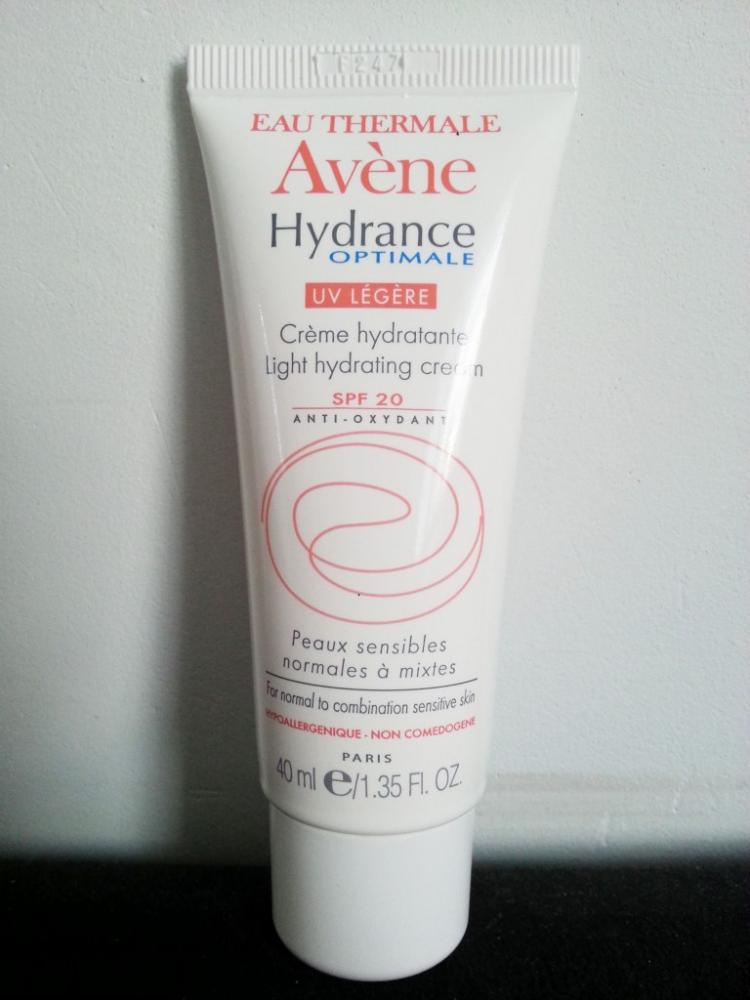 EAU THERMALE
Avène
Hydrance
OPTIMALE
UV LÉGÈRE
Crème hydratante
Light hydrating cream
SPF 20
ANTI-OXYDANT
Peaux sensibles
normales à mixtes
For normal to combination sensitive skin
HYPOALLERGENIQUE - NON COMEDOGENE
PARIS
40 ml e/1.35 Fl. OZ.